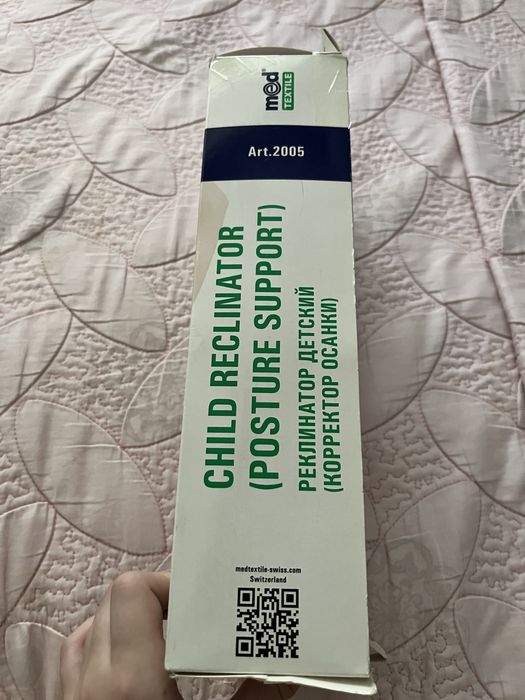 med
TEXTILE
Art.2005
CHILD RECLINATOR
(POSTURE SUPPORT)
РЕКЛИНАТОР ДЕТСКИЙ
(КОРРЕКТОР ОСАНКИ)
medtextile-swiss.com
Switzerland